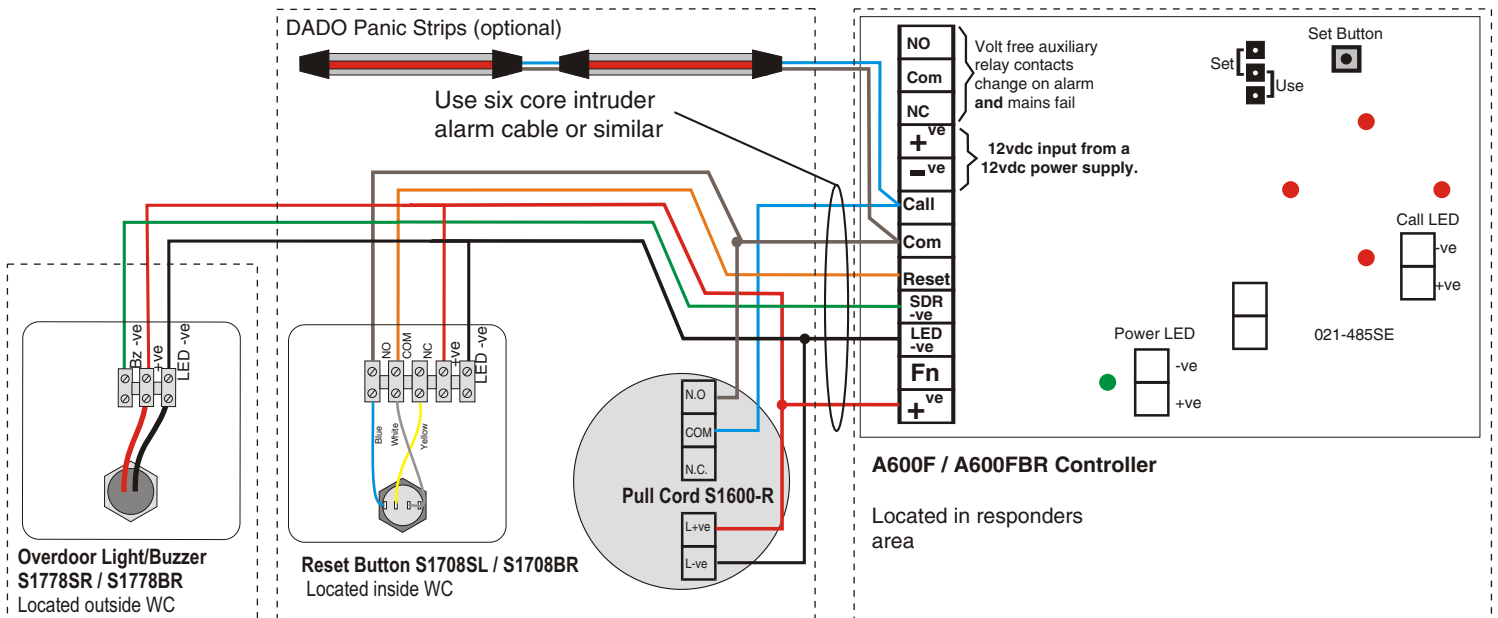 DADO Panic Strips (optional)
Use six core intruder
alarm cable or similar
NO
Com
NC
+ve
-ve
Call
Com
Reset
SDR
-ve
LED
-ve
Fn
+ve
Volt free auxiliary
relay contacts
change on alarm
and mains fail
12vdc input from a
12vdc power supply.
Set
Use
Set Button
Call LED
-ve
+ve
Power LED
-ve
+ve
021-485SE
A600F / A600FBR Controller
Located in responders
area
Bz -ve
+ve
LED -ve
Overdoor Light/Buzzer
S1778SR / S1778BR
Located outside WC
NO
COM
NC
+ve
LED -ve
Blue
White
Yellow
Reset Button S1708SL / S1708BR
Located inside WC
N.O
COM
N.C.
Pull Cord S1600-R
L+ve
L-ve